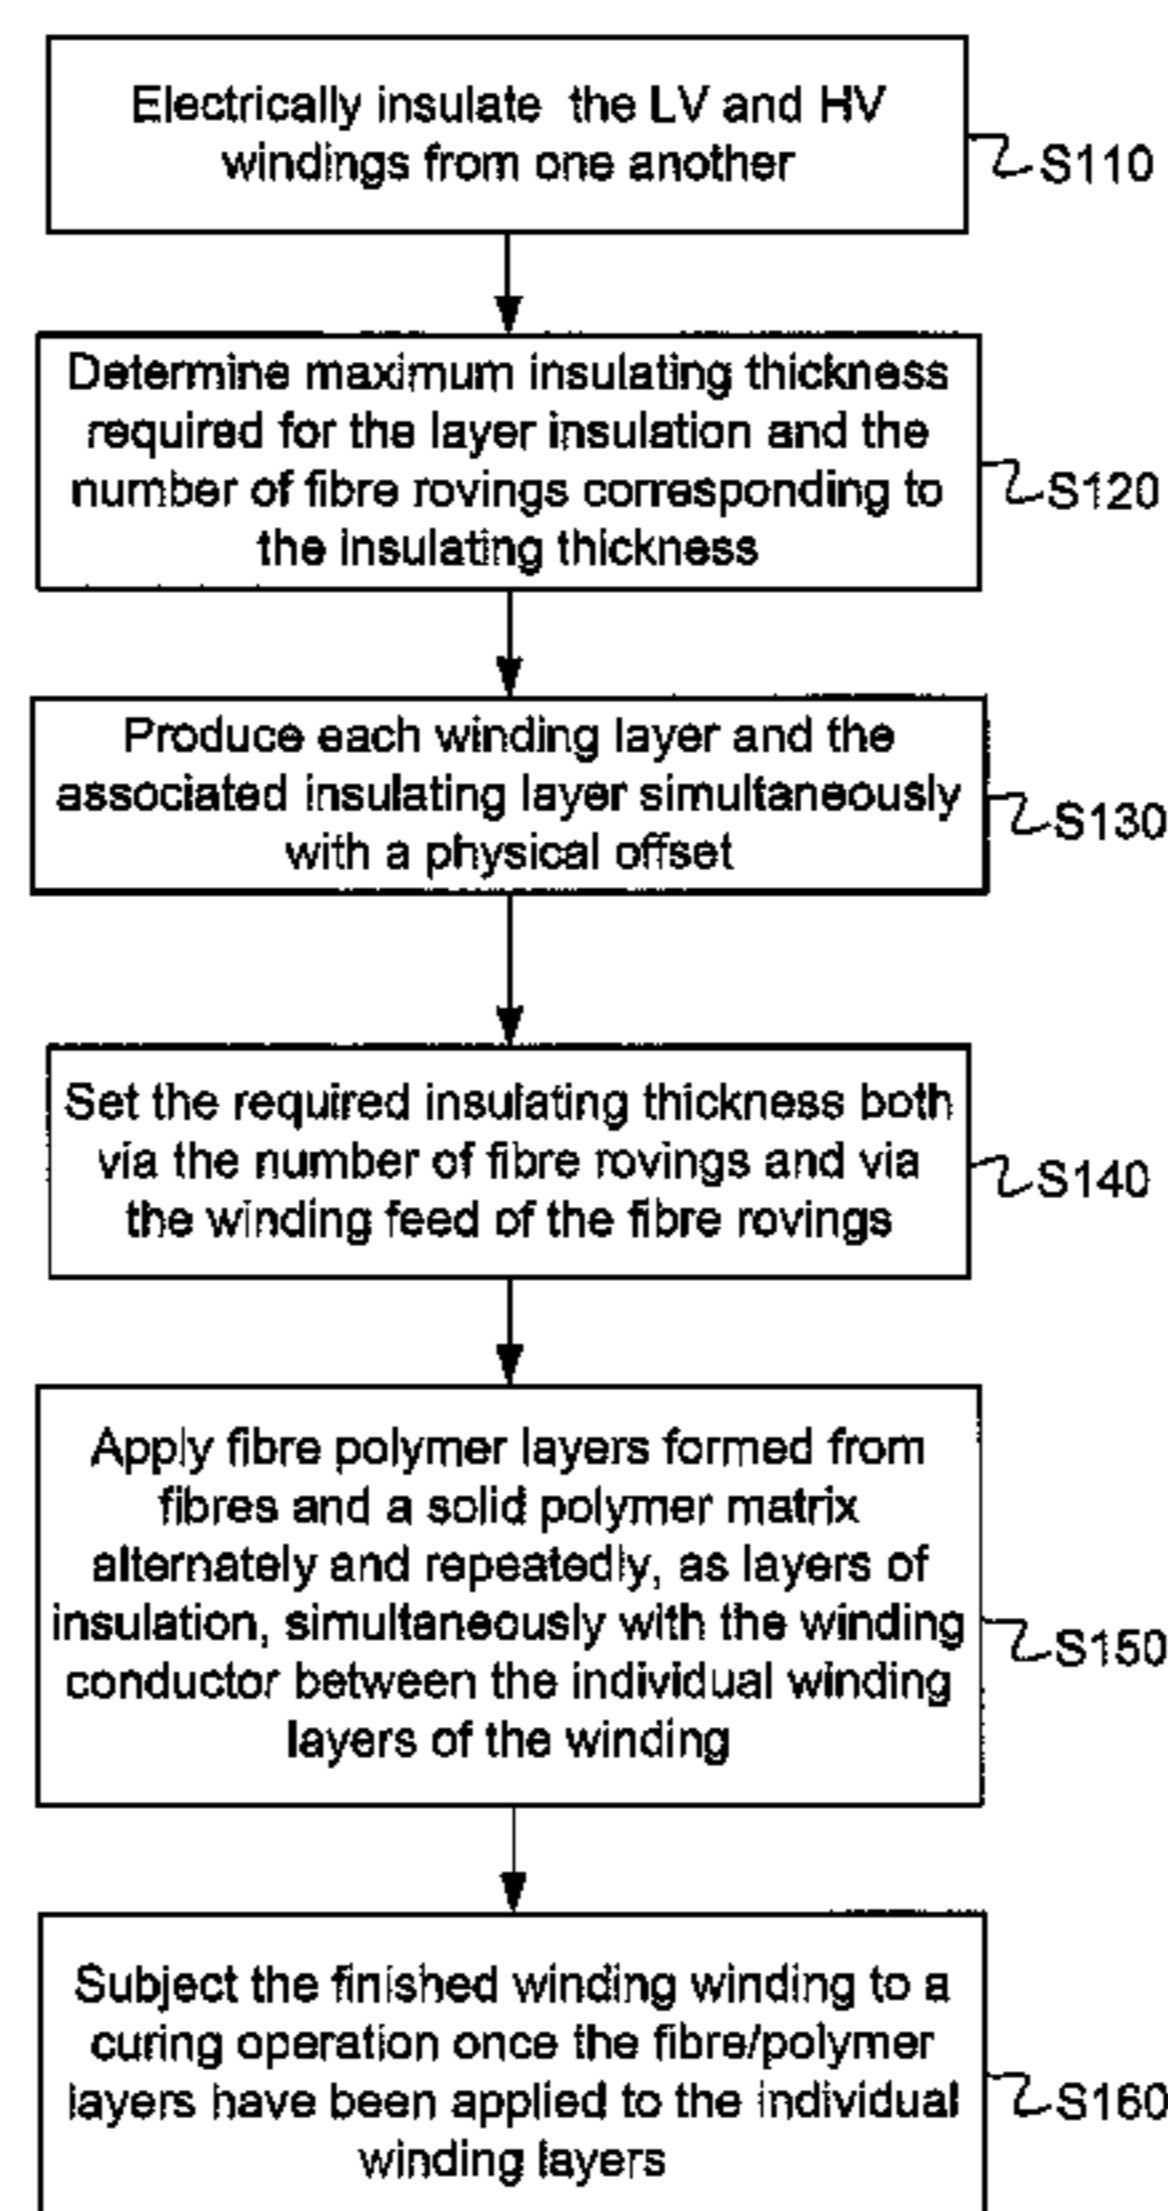 Electrically insulate the LV and HV
windings from one another
S110
Determine maximum insulating thickness
required for the layer insulation and the
number of fibre rovings corresponding to
the insulating thickness
S120
Produce each winding layer and the
associated insulating layer simultaneously
with a physical offset
S130
Set the required insulating thickness both
via the number of fibre rovings and via
the winding feed of the fibre rovings
S140
Apply fibre polymer layers formed from
fibres and a solid polymer matrix
alternately and repeatedly, as layers of
insulation, simultaneously with the winding
conductor between the individual winding
layers of the winding
S150
Subject the finished winding winding to a
curing operation once the fibre/polymer
layers have been applied to the individual
winding layers
S160